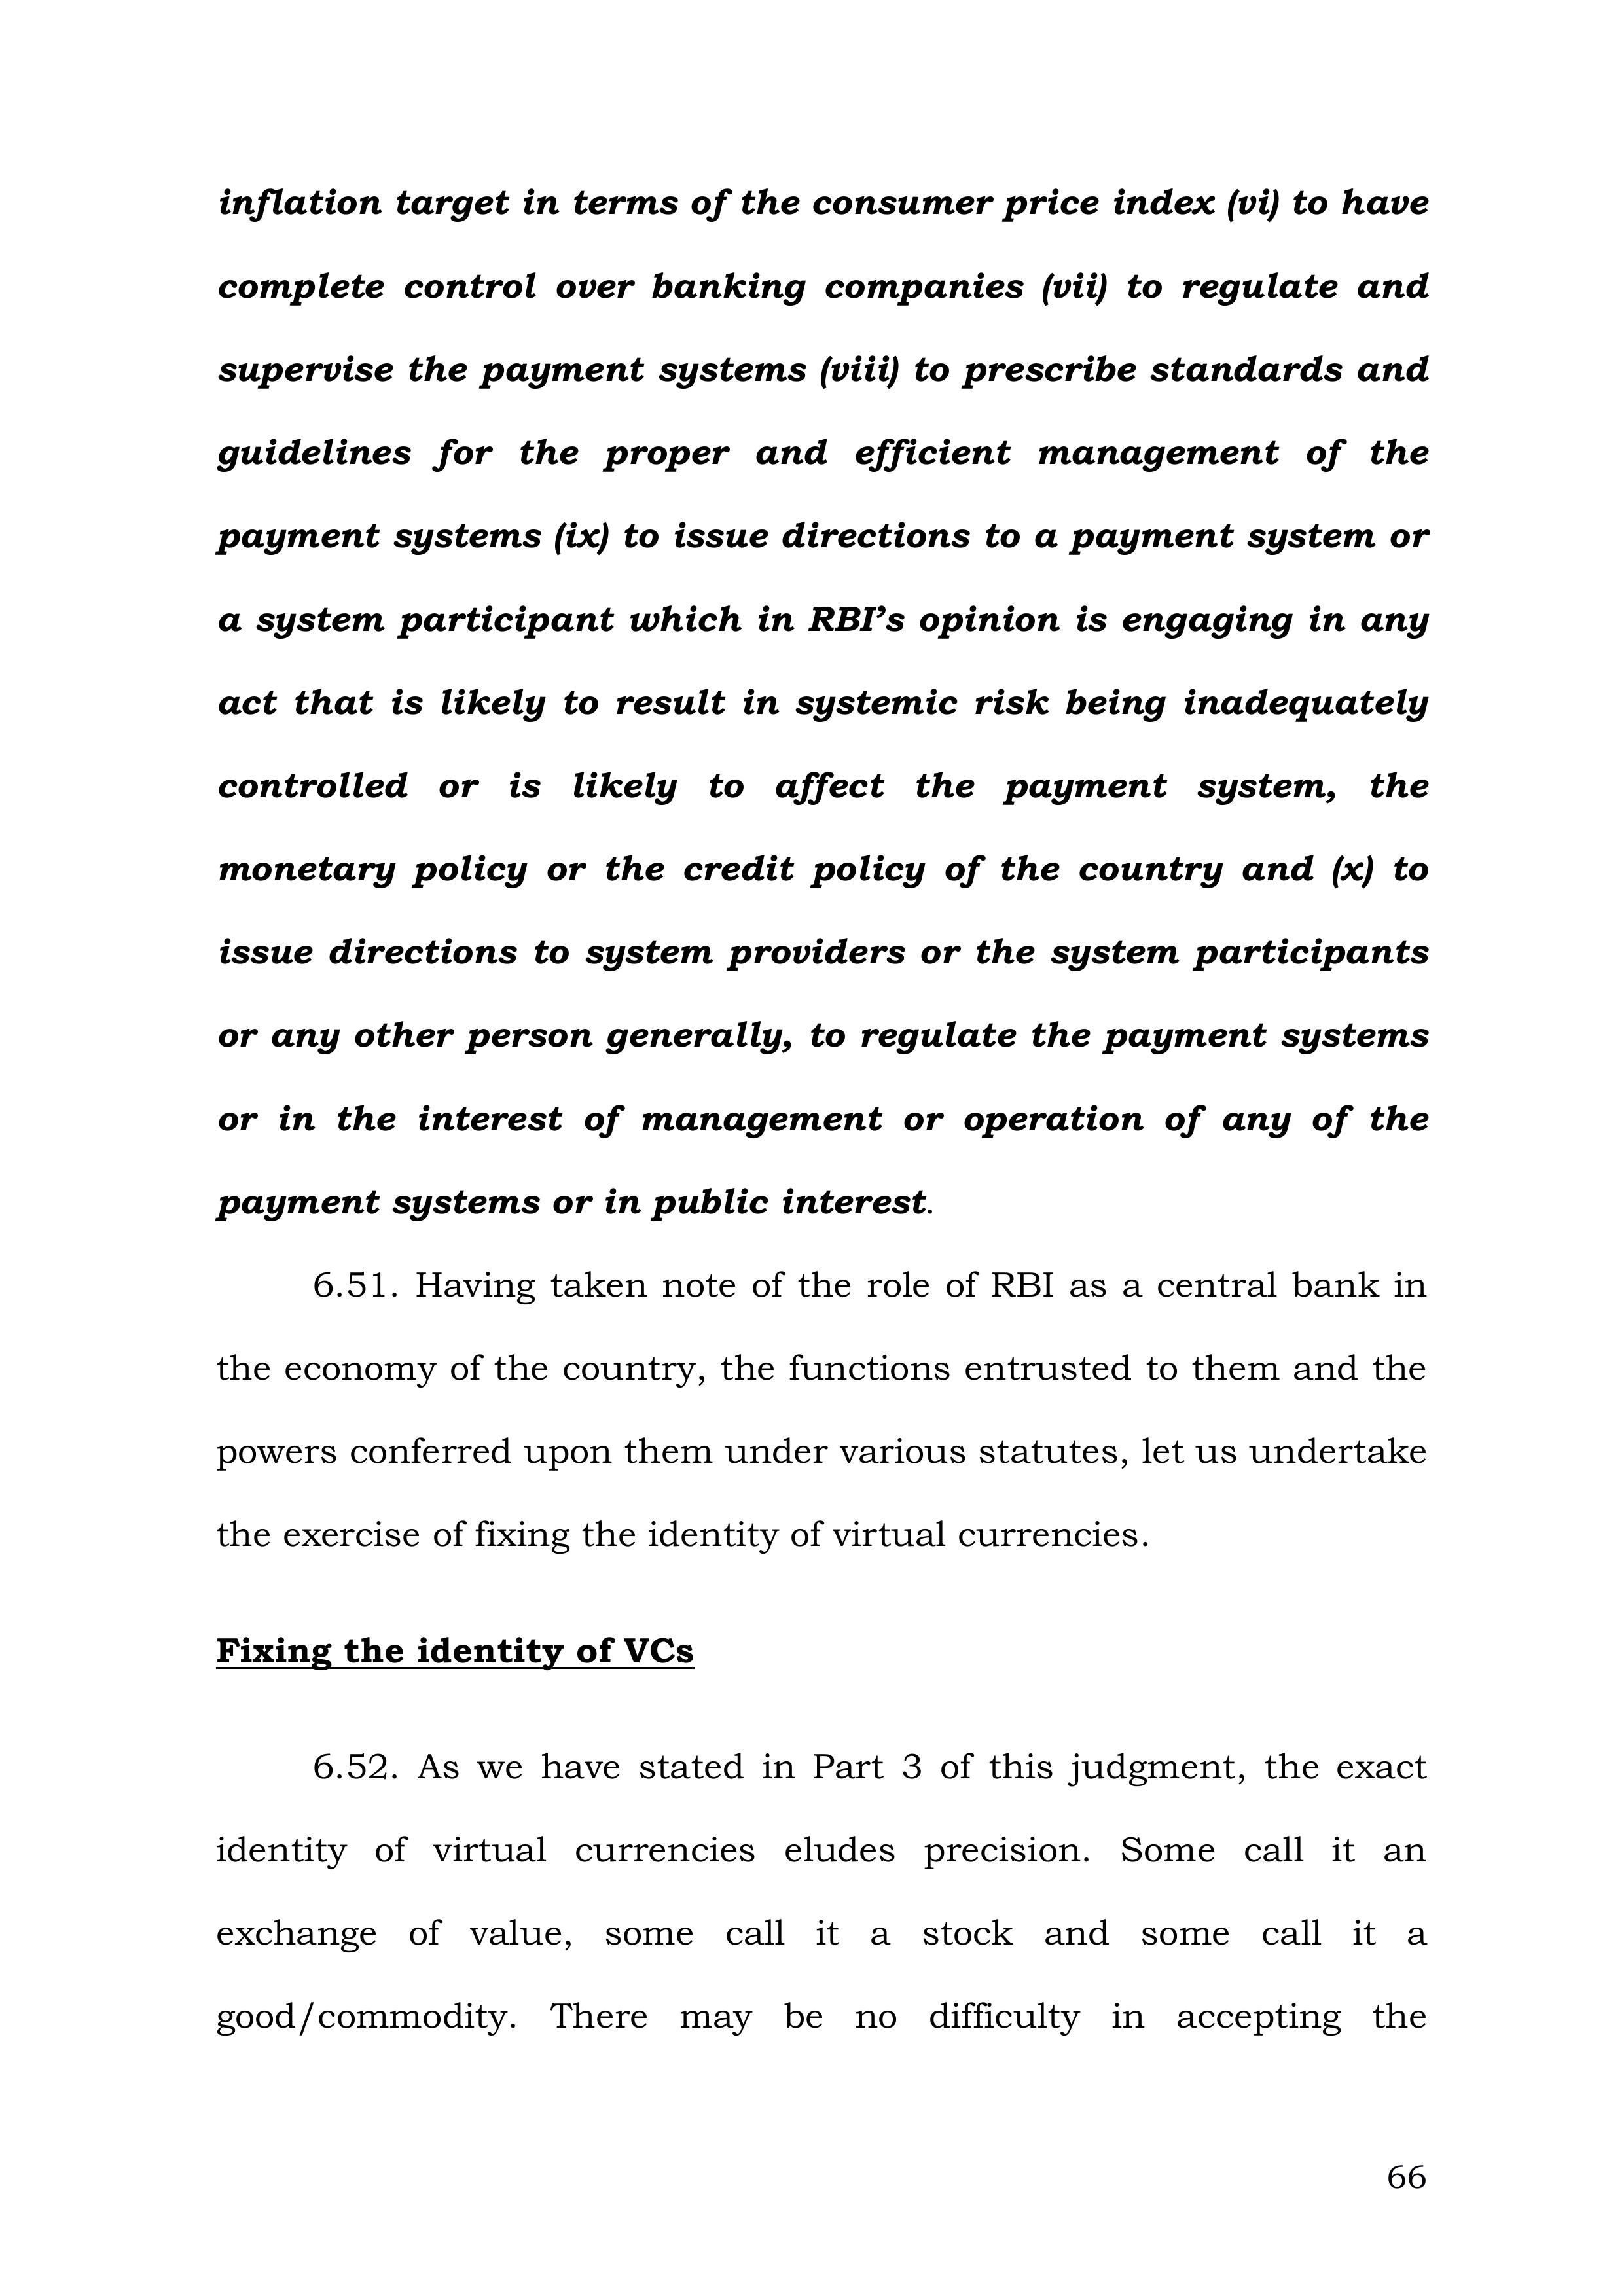 inflation target in terms of the consumer price index (vi) to have
complete control over banking companies (vii) to regulate and
supervise the payment systems (viii) to prescribe standards and
guidelines for the proper and efficient management of the
payment systems (ix) to issue directions to a payment system or
a system participant which in RBI’s opinion is engaging in any
act that is likely to result in systemic risk being inadequately
controlled or is likely to affect the payment system, the
monetary policy or the credit policy of the country and (x) to
issue directions to system providers or the system participants
or any other person generally, to regulate the payment systems
or in the interest of management or operation of any of the
payment systems or in public interest.
6.51. Having taken note of the role of RBI as a central bank in
the economy of the country, the functions entrusted to them and the
powers conferred upon them under various statutes, let us undertake
the exercise of fixing the identity of virtual currencies.
Fixing the identity of VCs
6.52. As we have stated in Part 3 of this judgment, the exact
identity of virtual currencies eludes precision. Some call it an
exchange of value, some call it a stock and some call it a
good/commodity. There may be no difficulty in accepting the
66